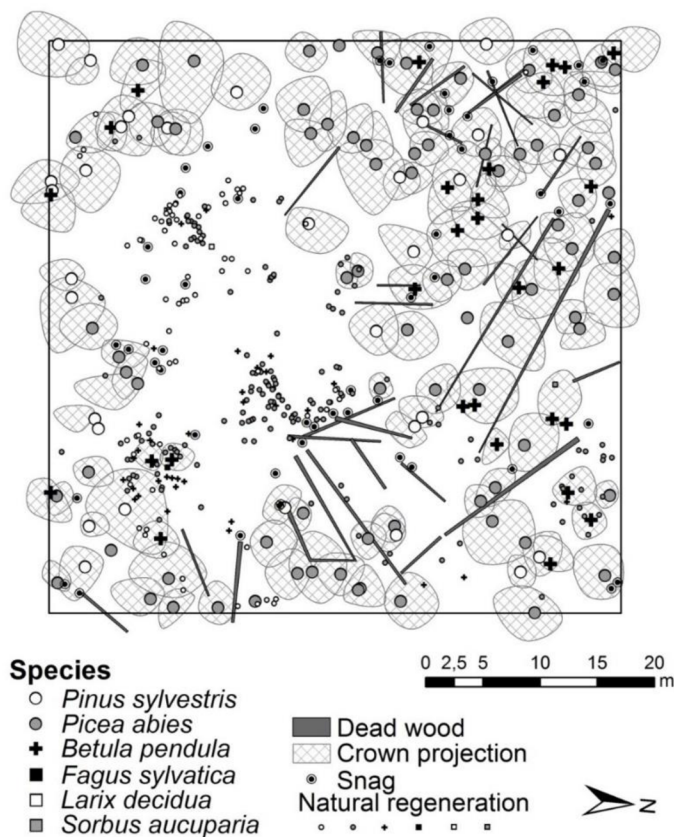 Species
Pinus sylvestris
Picea abies
Betula pendula
Fagus sylvatica
Larix decidua
Sorbus aucuparia
0 2,5 5 10 15 20
m
Dead wood
Crown projection
Snag
Natural regeneration
N